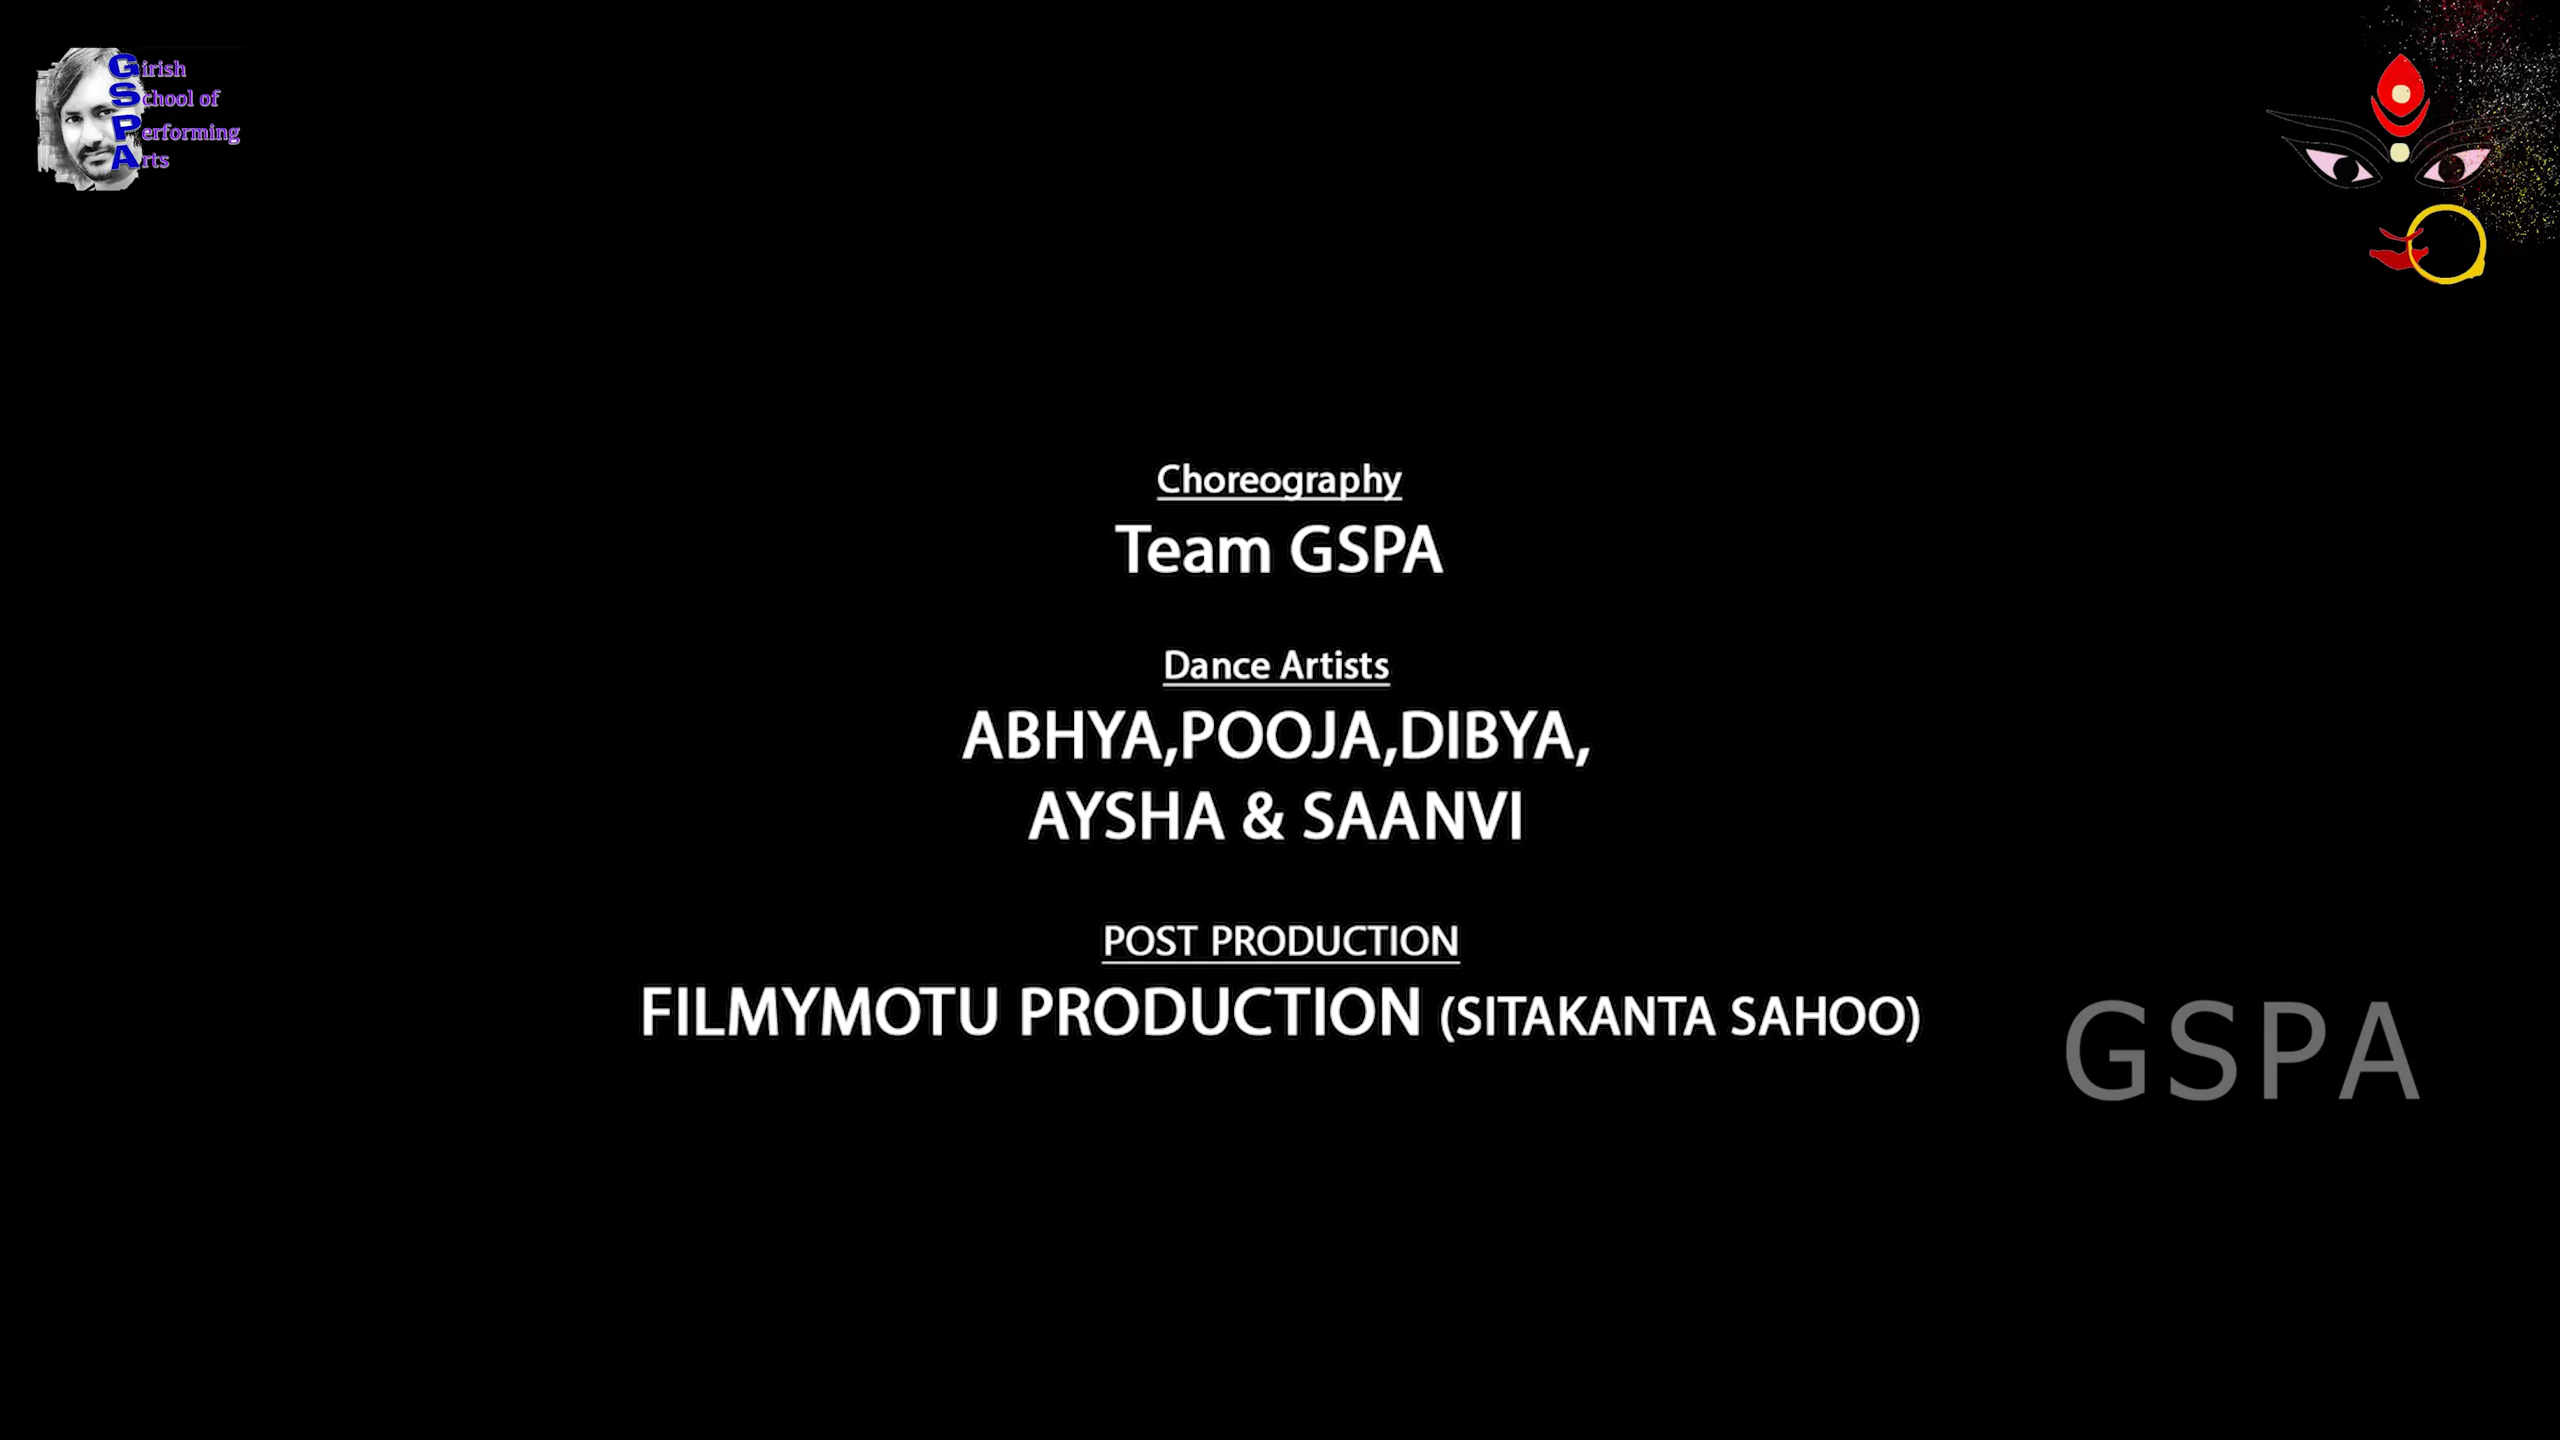 Girish
School of
Performing
Arts
Choreography
Team GSPA
Dance Artists
ABHYA,POOJA,DIBYA,
AYSHA & SAANVI
POST PRODUCTION
FILMYMOTU PRODUCTION (SITAKANTA SAHOO)
GSPA